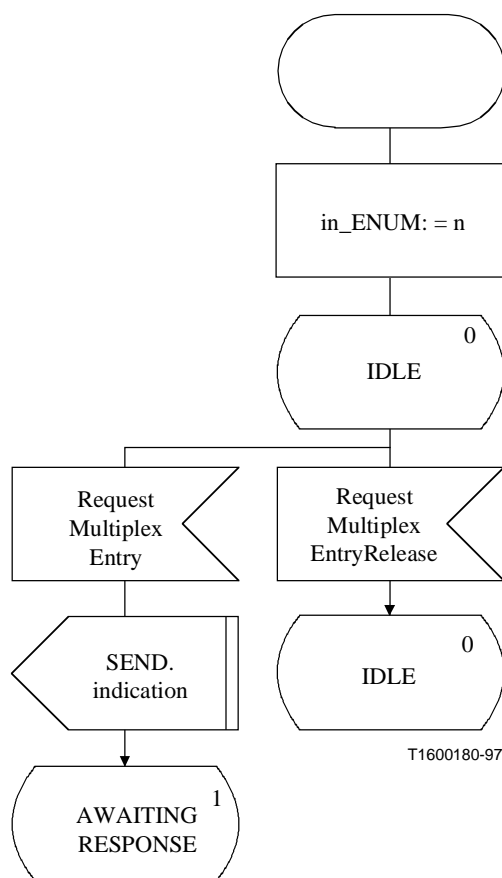 in_ENUM: = n
0
IDLE
Request
Multiplex
Entry
Request
Multiplex
EntryRelease
SEND.
indication
0
IDLE
T1600180-97
1
AWAITING
RESPONSE